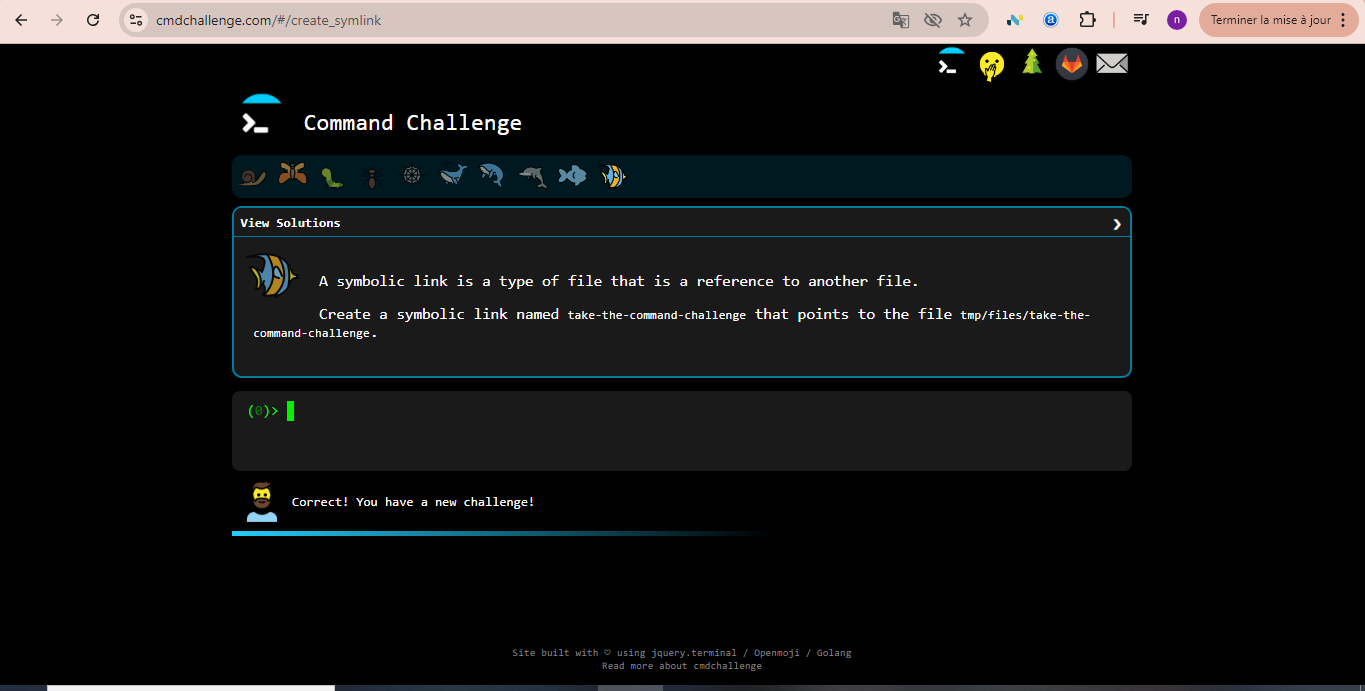 cmdchallenge.com/#/create_symlink
n
Terminer la mise à jour
Command Challenge
View Solutions
A symbolic link is a type of file that is a reference to another file.
Create a symbolic link named take-the-command-challenge that points to the file tmp/files/take-the-
command-challenge.
(0)>
Correct! You have a new challenge!
Site built with ♡ using jquery.terminal / Openmoji / Golang
Read more about cmdchallenge